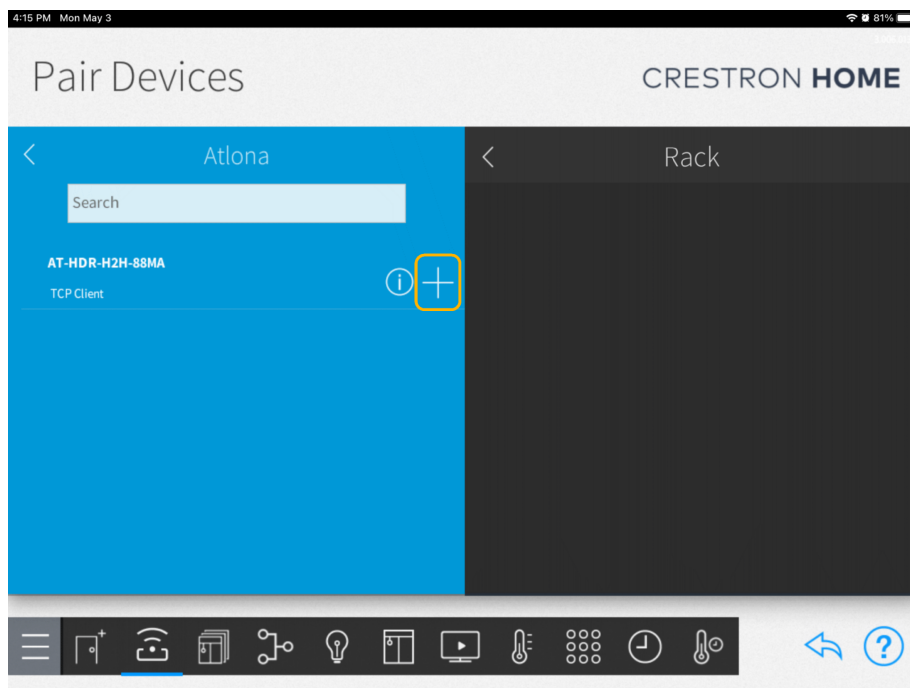 4:15 PM Mon May 3
81%
Pair Devices
CRESTRON HOME
Atlona
Rack
Search
AT-HDR-H2H-88MA
TCP Client